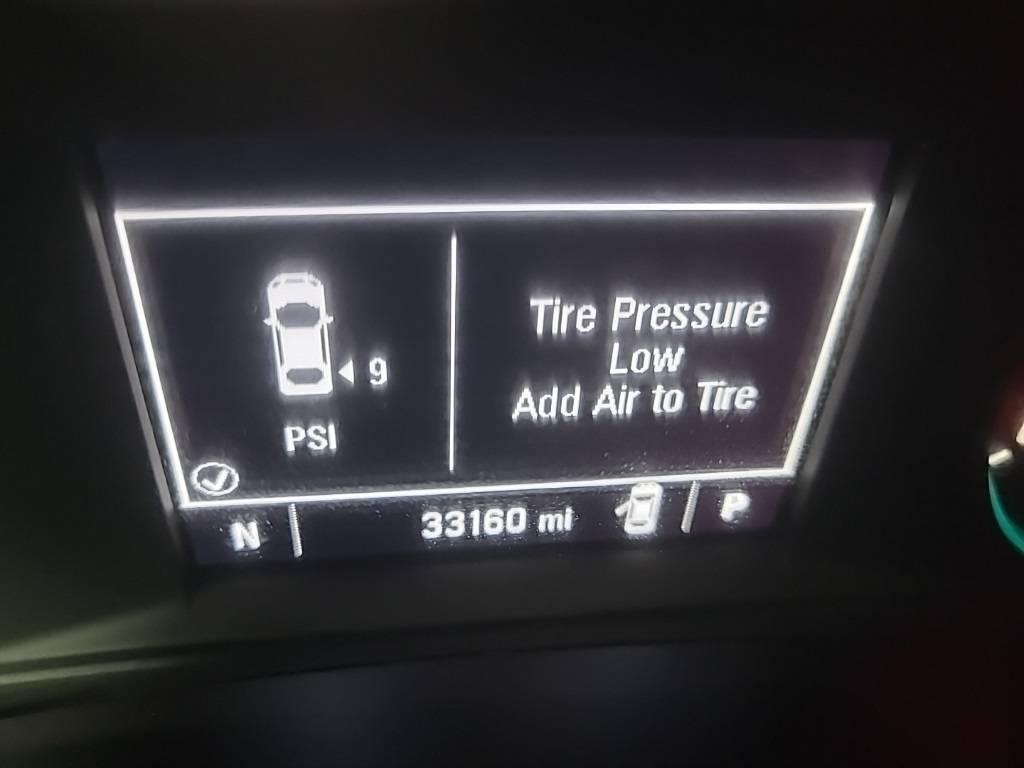 9
PSI
Tire Pressure
Low
Add Air to Tire
N
33160 mi
P